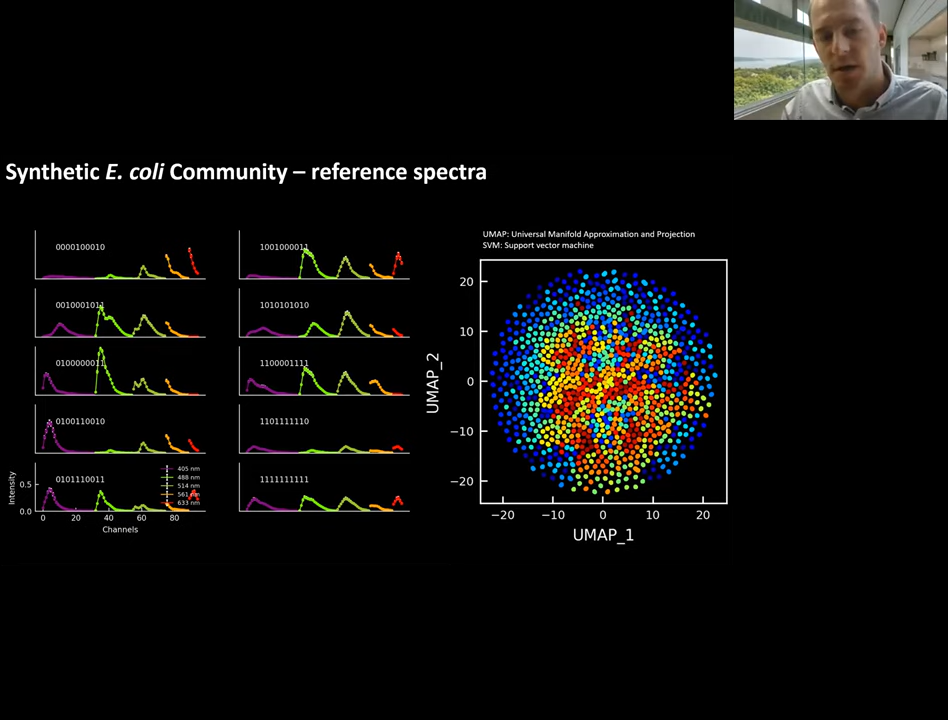 Synthetic E. coli Community – reference spectra
0000100010
0010001011
0100000011
0100110010
0101110011
405 nm
488 nm
514 nm
561 nm
633 nm
Intensity
0.5
0.0
0 20 40 60 80
Channels
1001000011
1010101010
1100001111
1101111110
1111111111
UMAP: Universal Manifold Approximation and Projection
SVM: Support vector machine
UMAP_2
20
10
0
−10
−20
−20 −10 0 10 20
UMAP_1